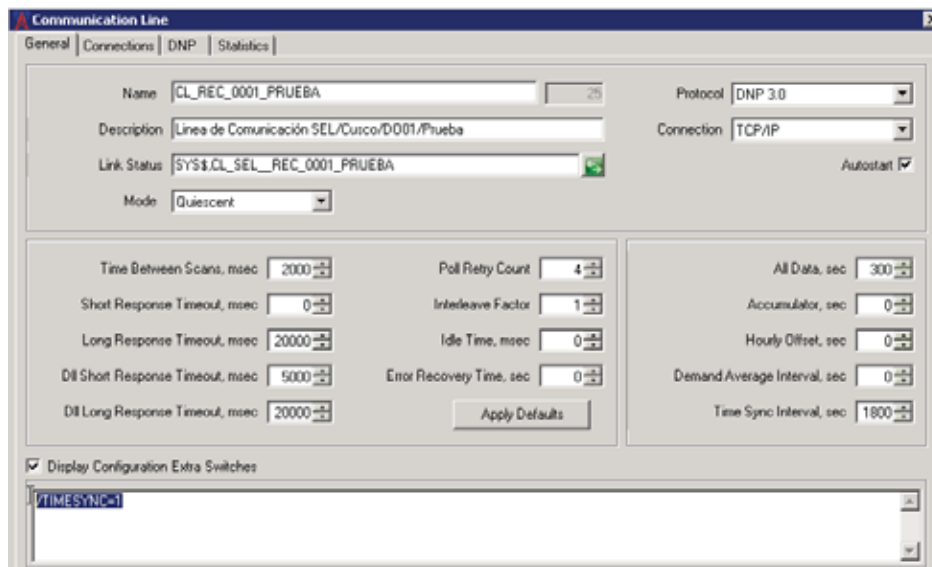 Communication Line
General Connections DNP Statistics
Name CL_REC_0001_PRUEBA 25 Protocol DNP 3.0
Description Linea de Comunicación SEL/Cusco/DO01/Prueba Connection TCP/IP
Link Status SYS$,CL_SEL__REC_0001_PRUEBA Autostart
Mode Quiescent
Time Between Scans, msec 2000 Poll Retry Count 4 All Data, sec 300
Short Response Timeout, msec 0 Interleave Factor 1 Accumulator, sec 0
Long Response Timeout, msec 20000 Idle Time, msec 0 Hourly Offset, sec 0
Dll Short Response Timeout, msec 5000 Error Recovery Time, sec 0 Demand Average Interval, sec 0
Dll Long Response Timeout, msec 20000 Apply Defaults Time Sync Interval, sec 1800
Display Configuration Extra Switches
/TIMESYNC=1